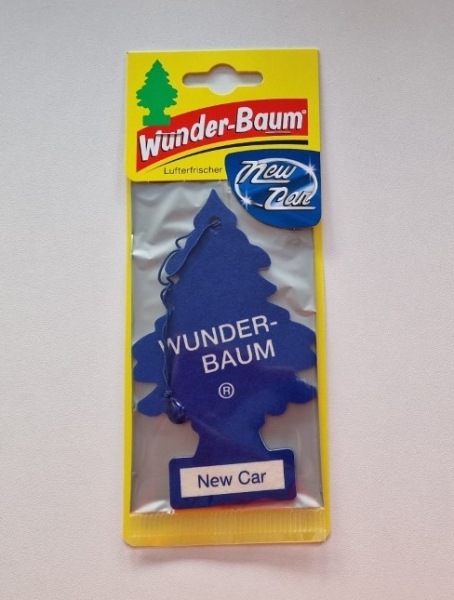 Wunder-Baum®
Lufterfrischer
New
Car
WUNDER-
BAUM
®
New Car